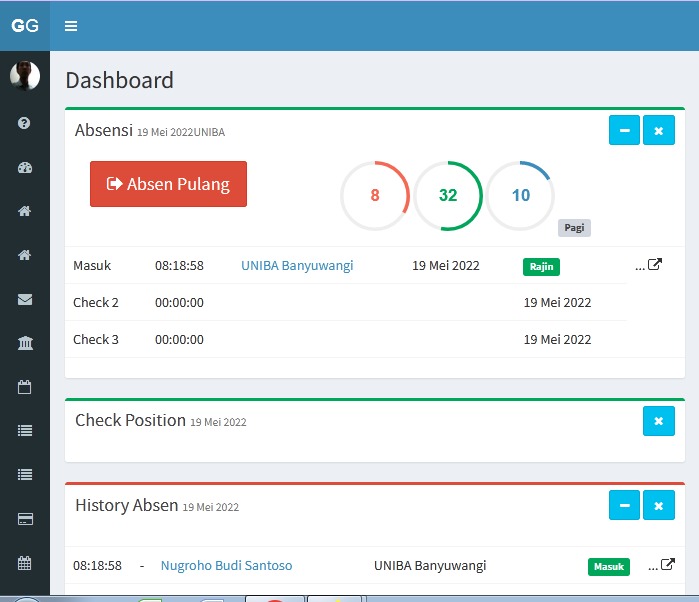 GG
Dashboard
Absensi 19 Mei 2022UNIBA
Absen Pulang
8 32 10
Pagi
Masuk 08:18:58 UNIBA Banyuwangi 19 Mei 2022 Rajin ...
Check 2 00:00:00 19 Mei 2022
Check 3 00:00:00 19 Mei 2022
Check Position 19 Mei 2022
History Absen 19 Mei 2022
08:18:58 - Nugroho Budi Santoso UNIBA Banyuwangi Masuk ...